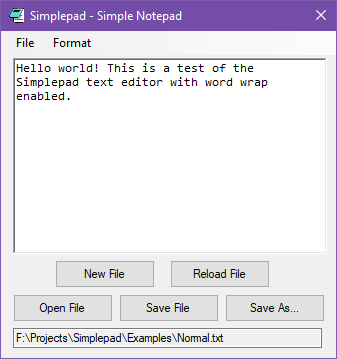 Simplepad - Simple Notepad
File Format
Hello world! This is a test of the
Simplepad text editor with word wrap
enabled.
New File Reload File
Open File Save File Save As...
F:\Projects\Simplepad\Examples\Normal.txt